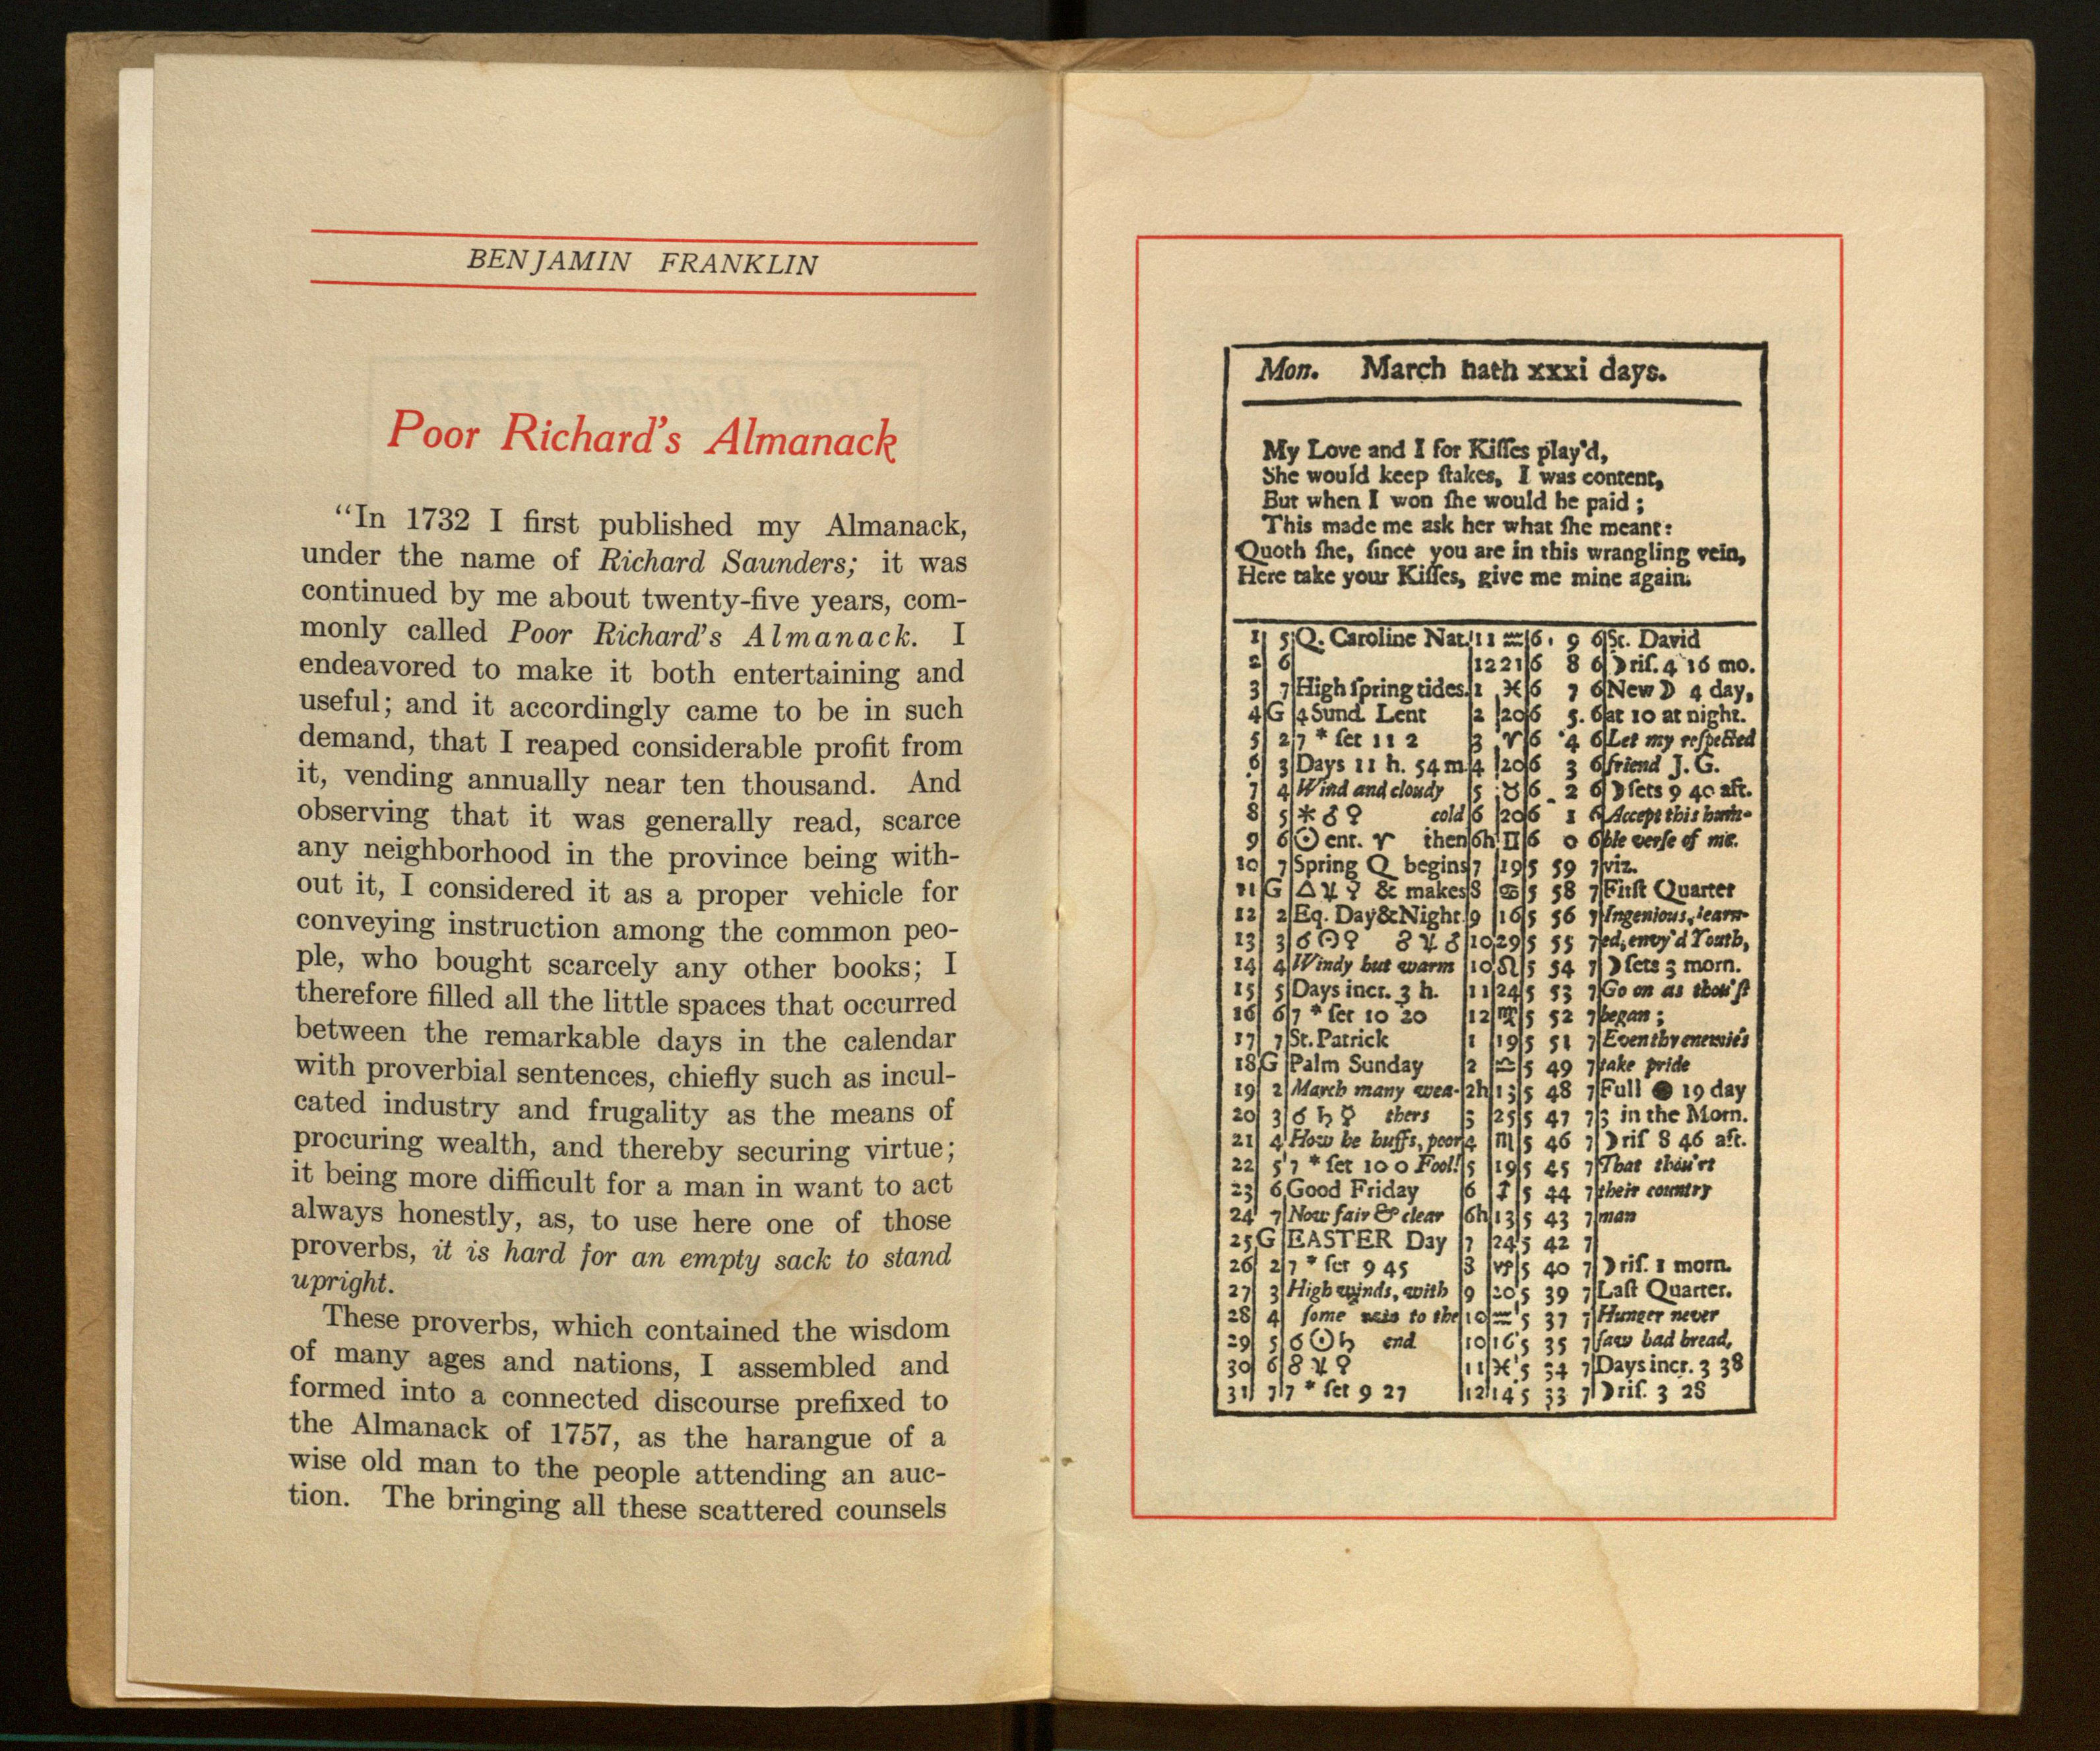 BENJAMIN FRANKLIN
Poor Richard's Almanack
“In 1732 I first published my Almanack,
under the name of Richard Saunders; it was
continued by me about twenty-five years, com-
monly called Poor Richard's Almanack. I
endeavored to make it both entertaining and
useful; and it accordingly came to be in such
demand, that I reaped considerable profit from
it, vending annually near ten thousand. And
observing that it was generally read, scarce
any neighborhood in the province being with-
out it, I considered it as a proper vehicle for
conveying instruction among the common peo-
ple, who bought scarcely any other books; I
therefore filled all the little spaces that occurred
between the remarkable days in the calendar
with proverbial sentences, chiefly such as incul-
cated industry and frugality as the means of
procuring wealth, and thereby securing virtue;
it being more difficult for a man in want to act
always honestly, as, to use here one of those
proverbs, it is hard for an empty sack to stand
upright.
These proverbs, which contained the wisdom
of many ages and nations, I assembled and
formed into a connected discourse prefixed to
the Almanack of 1757, as the harangue of a
wise old man to the people attending an auc-
tion. The bringing all these scattered counsels
Mon. March hath xxxi days.
My Love and I for Kiſſes play'd,
She would keep ſtakes, I was content,
But when I won ſhe would be paid;
This made me ask her what ſhe meant:
Quoth ſhe, ſince you are in this wrangling vein,
Here take your Kiſſes, give me mine again.
1 5 Q. Caroline Nat. 11 ♒ 6 9 6 St. David
2 6 12 21 6 8 6 ☽ riſ. 4 16 mo.
3 7 High ſpring tides. 1 ♓ 6 7 6 New ☽ 4 day,
4 G 4 Sund. Lent 2 20 6 5 6 at 10 at night.
5 2 7 * ſet 11 2 3 ♈ 6 4 6 Let my reſpected
6 3 Days 11 h. 54 m. 4 20 6 3 6 friend J. G.
7 4 Wind and cloudy 5 ♉ 6 2 6 ☽ ſets 9 40 aft.
8 5 ⚹ ♂ ♀ cold 6 20 6 1 6 Accept this hum-
9 6 ☉ ent. ♈ then 6h ♊ 6 0 6 ble verſe of me.
10 7 Spring Q begins 7 19 5 59 7 viz.
11 G △ ♃ ☿ & makes 8 ♋ 5 58 7 Firſt Quarter
12 2 Eq. Day&Night. 9 16 5 56 7 Ingenious, learn-
13 3 ☌ ☉ ♀ ☍ ♃ ♂ 10 29 5 55 7 ed, envy'd Youth,
14 4 Windy but warm 10 ♌ 5 54 7 ☽ ſets 3 morn.
15 5 Days incr. 3 h. 11 24 5 53 7 Go on as thou'ſt
16 6 7 * ſet 10 20 12 ♍ 5 52 7 began;
17 7 St. Patrick 1 19 5 51 7 Even thy enemies
18 G Palm Sunday 2 ♎ 5 49 7 take pride
19 2 March many wea- 2h 13 5 48 7 Full ● 19 day
20 3 ☌ ♄ ☿ thers 3 25 5 47 7 3 in the Morn.
21 4 How he huffs, poor 4 ♏ 5 46 7 ☽ riſ 8 46 aft.
22 5 7 * ſet 10 0 Fool! 5 19 5 45 7 That thou'rt
23 6 Good Friday 6 ♐ 5 44 7 their country
24 7 Now fair & clear 6h 13 5 43 7 man
25 G EASTER Day 7 24 5 42 7
26 2 7 * ſet 9 45 8 ♑ 5 40 7 ☽ riſ. 1 morn.
27 3 High winds, with 9 20 5 39 7 Laſt Quarter.
28 4 ſome rain to the 10 ♒ 5 37 7 Hunger never
29 5 ☌ ☉ ♄ end 10 16 5 35 7 ſaw bad bread,
30 6 ☍ ♃ ♀ 11 ♓ 5 34 7 Days incr. 3 38
31 7 7 * ſet 9 27 12 14 5 33 7 ☽ riſ. 3 28